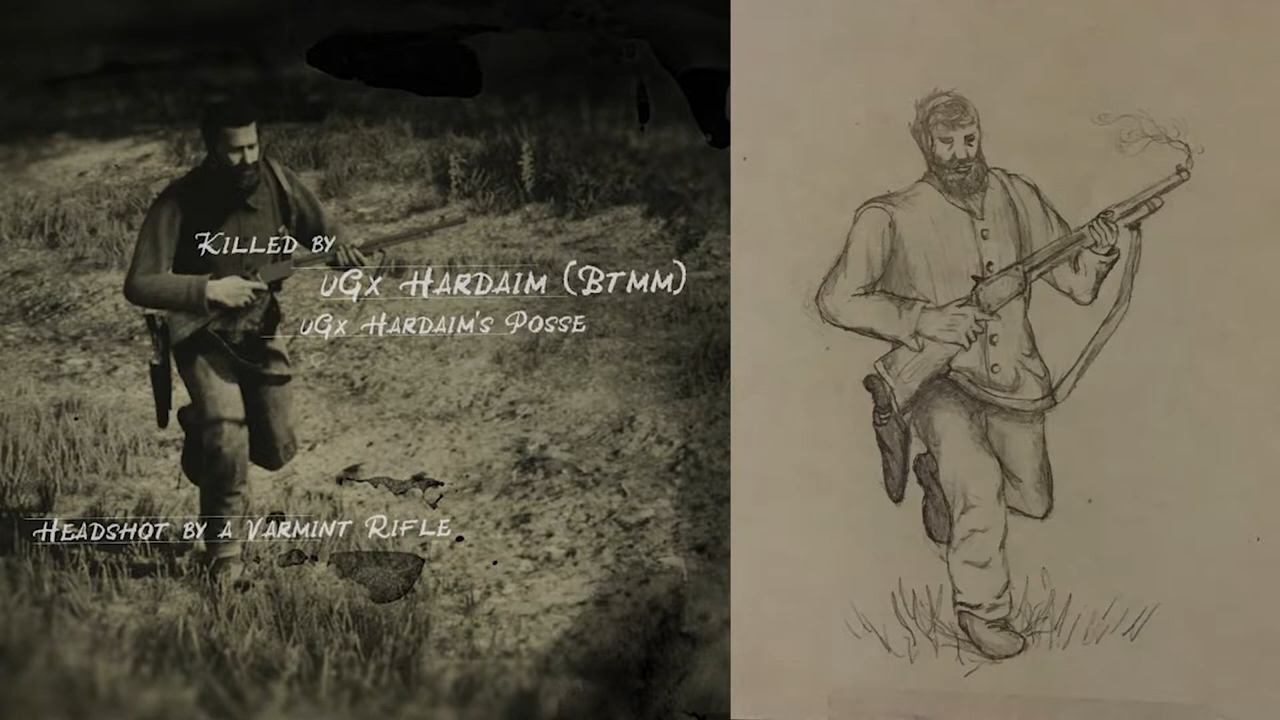 Killed by
uGx Hardaim (Btmm)
uGx Hardaim's Posse
Headshot by a Varmint Rifle